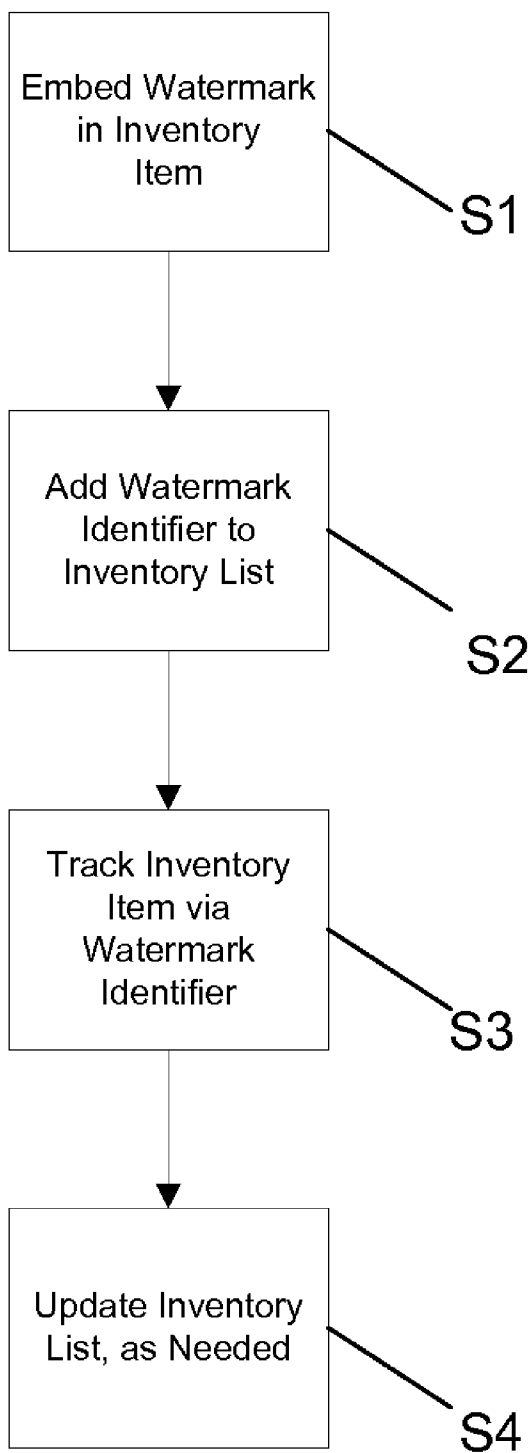 Embed Watermark
in Inventory
Item
S1
Add Watermark
Identifier to
Inventory List
S2
Track Inventory
Item via
Watermark
Identifier
S3
Update Inventory
List, as Needed
S4